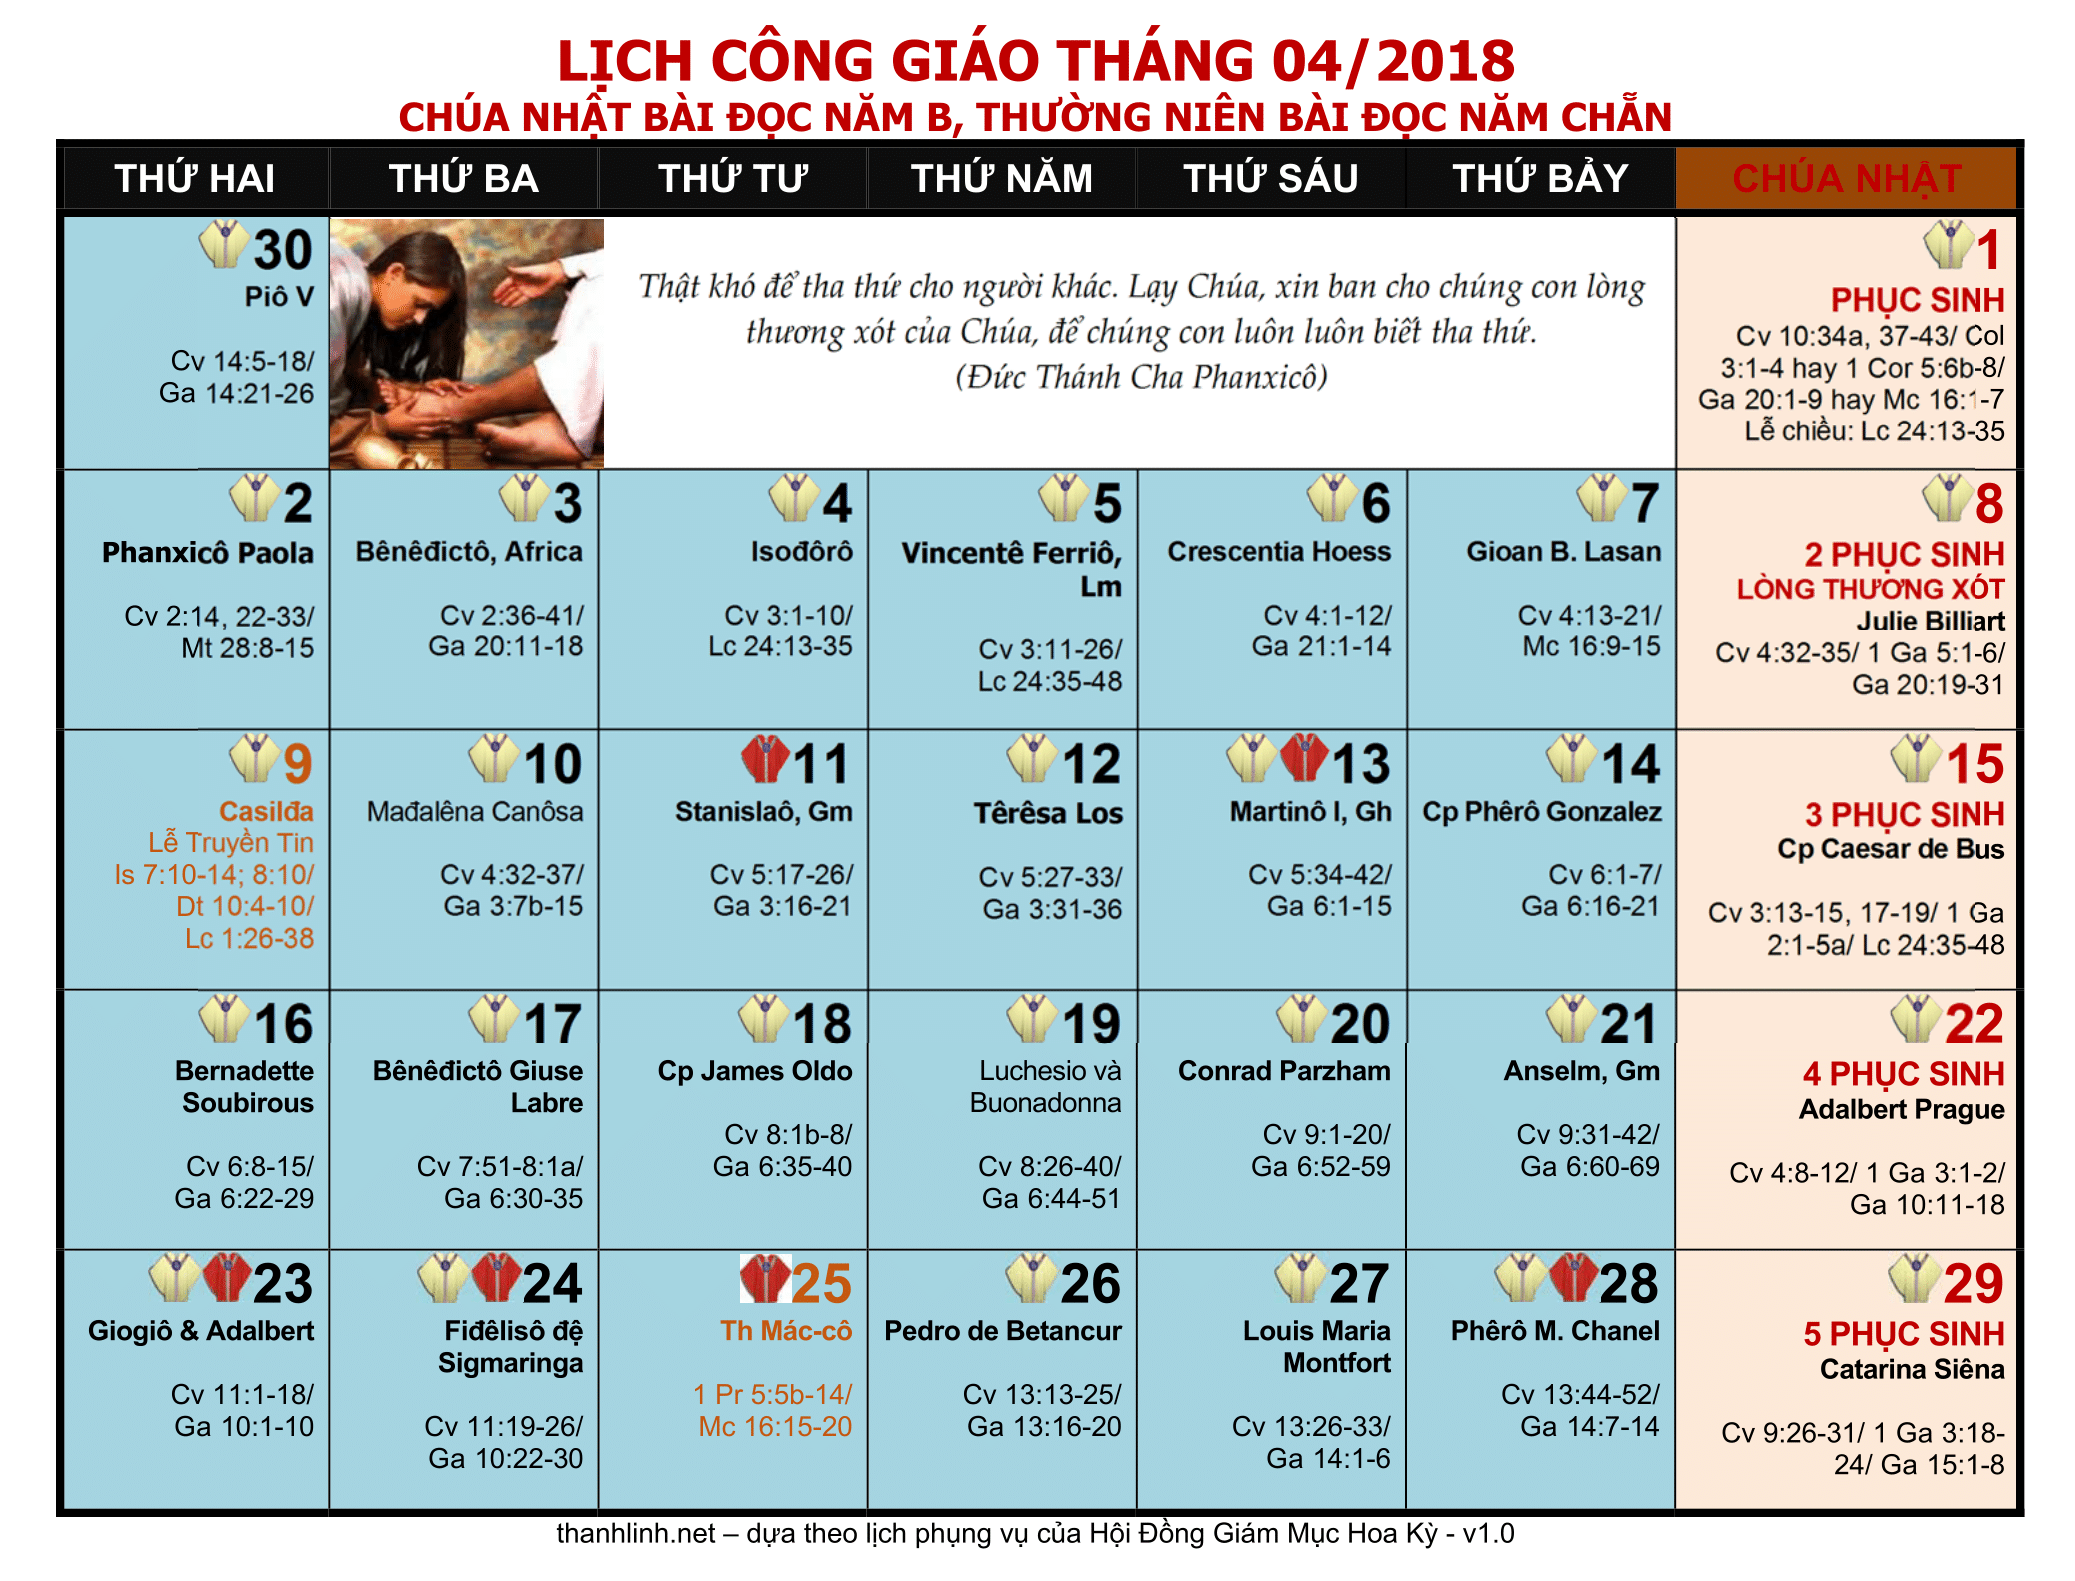 LỊCH CÔNG GIÁO THÁNG 04/2018
CHÚA NHẬT BÀI ĐỌC NĂM B, THƯỜNG NIÊN BÀI ĐỌC NĂM CHẴN
THỨ HAI
THỨ BA
THỨ TƯ
THỨ NĂM
THỨ SÁU
THỨ BẢY
CHÚA NHẬT
30
Piô V
Cv 14:5-18/
Ga 14:21-26
Thật khó để tha thứ cho người khác. Lạy Chúa, xin ban cho chúng con lòng
thương xót của Chúa, để chúng con luôn luôn biết tha thứ.
(Đức Thánh Cha Phanxicô)
1
PHỤC SINH
Cv 10:34a, 37-43/ Col
3:1-4 hay 1 Cor 5:6b-8/
Ga 20:1-9 hay Mc 16:1-7
Lễ chiều: Lc 24:13-35
2
Phanxicô Paola
Cv 2:14, 22-33/
Mt 28:8-15
3
Bênêđictô, Africa
Cv 2:36-41/
Ga 20:11-18
4
Isođôrô
Cv 3:1-10/
Lc 24:13-35
5
Vincentê Ferriô,
Lm
Cv 3:11-26/
Lc 24:35-48
6
Crescentia Hoess
Cv 4:1-12/
Ga 21:1-14
7
Gioan B. Lasan
Cv 4:13-21/
Mc 16:9-15
8
2 PHỤC SINH
LÒNG THƯƠNG XÓT
Julie Billiart
Cv 4:32-35/ 1 Ga 5:1-6/
Ga 20:19-31
9
Casilđa
Lễ Truyền Tin
Is 7:10-14; 8:10/
Dt 10:4-10/
Lc 1:26-38
10
Mađalêna Canôsa
Cv 4:32-37/
Ga 3:7b-15
11
Stanislaô, Gm
Cv 5:17-26/
Ga 3:16-21
12
Têrêsa Los
Cv 5:27-33/
Ga 3:31-36
13
Martinô I, Gh
Cv 5:34-42/
Ga 6:1-15
14
Cp Phêrô Gonzalez
Cv 6:1-7/
Ga 6:16-21
15
3 PHỤC SINH
Cp Caesar de Bus
Cv 3:13-15, 17-19/ 1 Ga
2:1-5a/ Lc 24:35-48
16
Bernadette
Soubirous
Cv 6:8-15/
Ga 6:22-29
17
Bênêđictô Giuse
Labre
Cv 7:51-8:1a/
Ga 6:30-35
18
Cp James Oldo
Cv 8:1b-8/
Ga 6:35-40
19
Luchesio và
Buonadonna
Cv 8:26-40/
Ga 6:44-51
20
Conrad Parzham
Cv 9:1-20/
Ga 6:52-59
21
Anselm, Gm
Cv 9:31-42/
Ga 6:60-69
22
4 PHỤC SINH
Adalbert Prague
Cv 4:8-12/ 1 Ga 3:1-2/
Ga 10:11-18
23
Giogiô & Adalbert
Cv 11:1-18/
Ga 10:1-10
24
Fiđêlisô đệ
Sigmaringa
Cv 11:19-26/
Ga 10:22-30
25
Th Mác-cô
1 Pr 5:5b-14/
Mc 16:15-20
26
Pedro de Betancur
Cv 13:13-25/
Ga 13:16-20
27
Louis Maria
Montfort
Cv 13:26-33/
Ga 14:1-6
28
Phêrô M. Chanel
Cv 13:44-52/
Ga 14:7-14
29
5 PHỤC SINH
Catarina Siêna
Cv 9:26-31/ 1 Ga 3:18-
24/ Ga 15:1-8
thanhlinh.net – dựa theo lịch phụng vụ của Hội Đồng Giám Mục Hoa Kỳ - v1.0